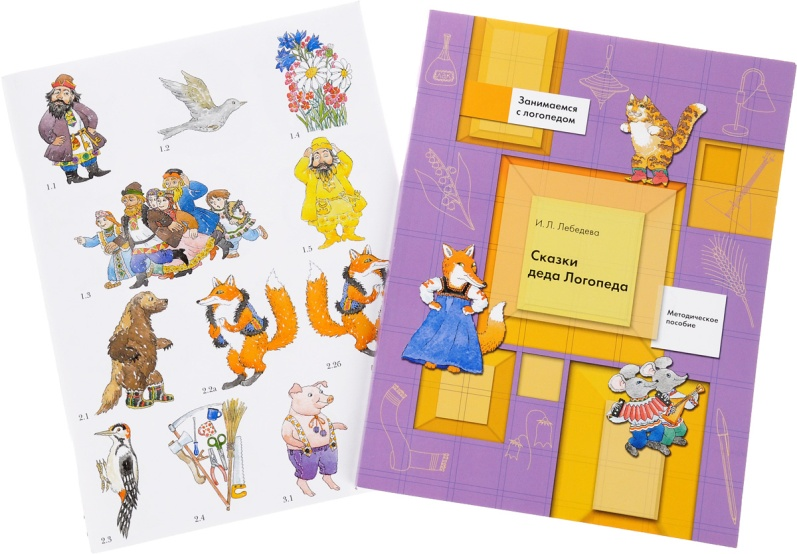 1.1
1.2
1.4
1.3
1.5
2.1
2.2а
2.2б
2.3
2.4
3.1
Занимаемся
с логопедом
И. Л. Лебедева
Сказки
деда Логопеда
Методическое
пособие